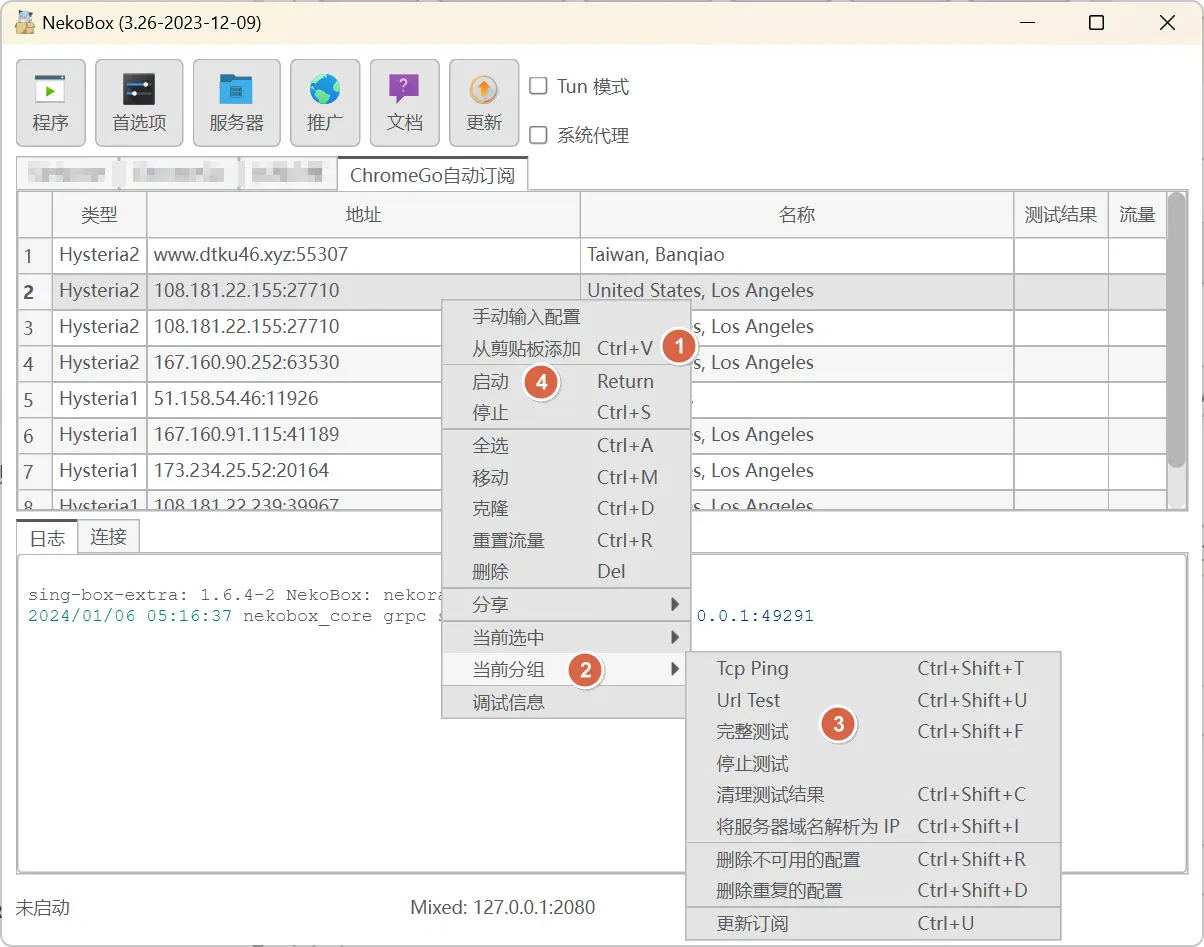 NekoBox (3.26-2023-12-09)
程序 首选项 服务器 推广 文档 更新
Tun 模式
系统代理
ChromeGo自动订阅
类型 地址 名称 测试结果 流量
1 Hysteria2 www.dtku46.xyz:55307 Taiwan, Banqiao
2 Hysteria2 108.181.22.155:27710 United States, Los Angeles
3 Hysteria2 108.181.22.155:27710 s, Los Angeles
4 Hysteria2 167.160.90.252:63530 s, Los Angeles
5 Hysteria1 51.158.54.46:11926
6 Hysteria1 167.160.91.115:41189 s, Los Angeles
7 Hysteria1 173.234.25.52:20164 s, Los Angeles
8 Hysteria1 108.181.22.239:39967 s, Los Angeles
手动输入配置
从剪贴板添加 Ctrl+V 1
启动 4 Return
停止 Ctrl+S
全选 Ctrl+A
移动 Ctrl+M
克隆 Ctrl+D
重置流量 Ctrl+R
删除 Del
分享
当前选中
当前分组 2
调试信息
Tcp Ping Ctrl+Shift+T
Url Test Ctrl+Shift+U
完整测试 3 Ctrl+Shift+F
停止测试
清理测试结果 Ctrl+Shift+C
将服务器域名解析为 IP Ctrl+Shift+I
删除不可用的配置 Ctrl+Shift+R
删除重复的配置 Ctrl+Shift+D
更新订阅 Ctrl+U
日志 连接
sing-box-extra: 1.6.4-2 NekoBox: nekora
2024/01/06 05:16:37 nekobox_core grpc s 0.0.1:49291
未启动 Mixed: 127.0.0.1:2080